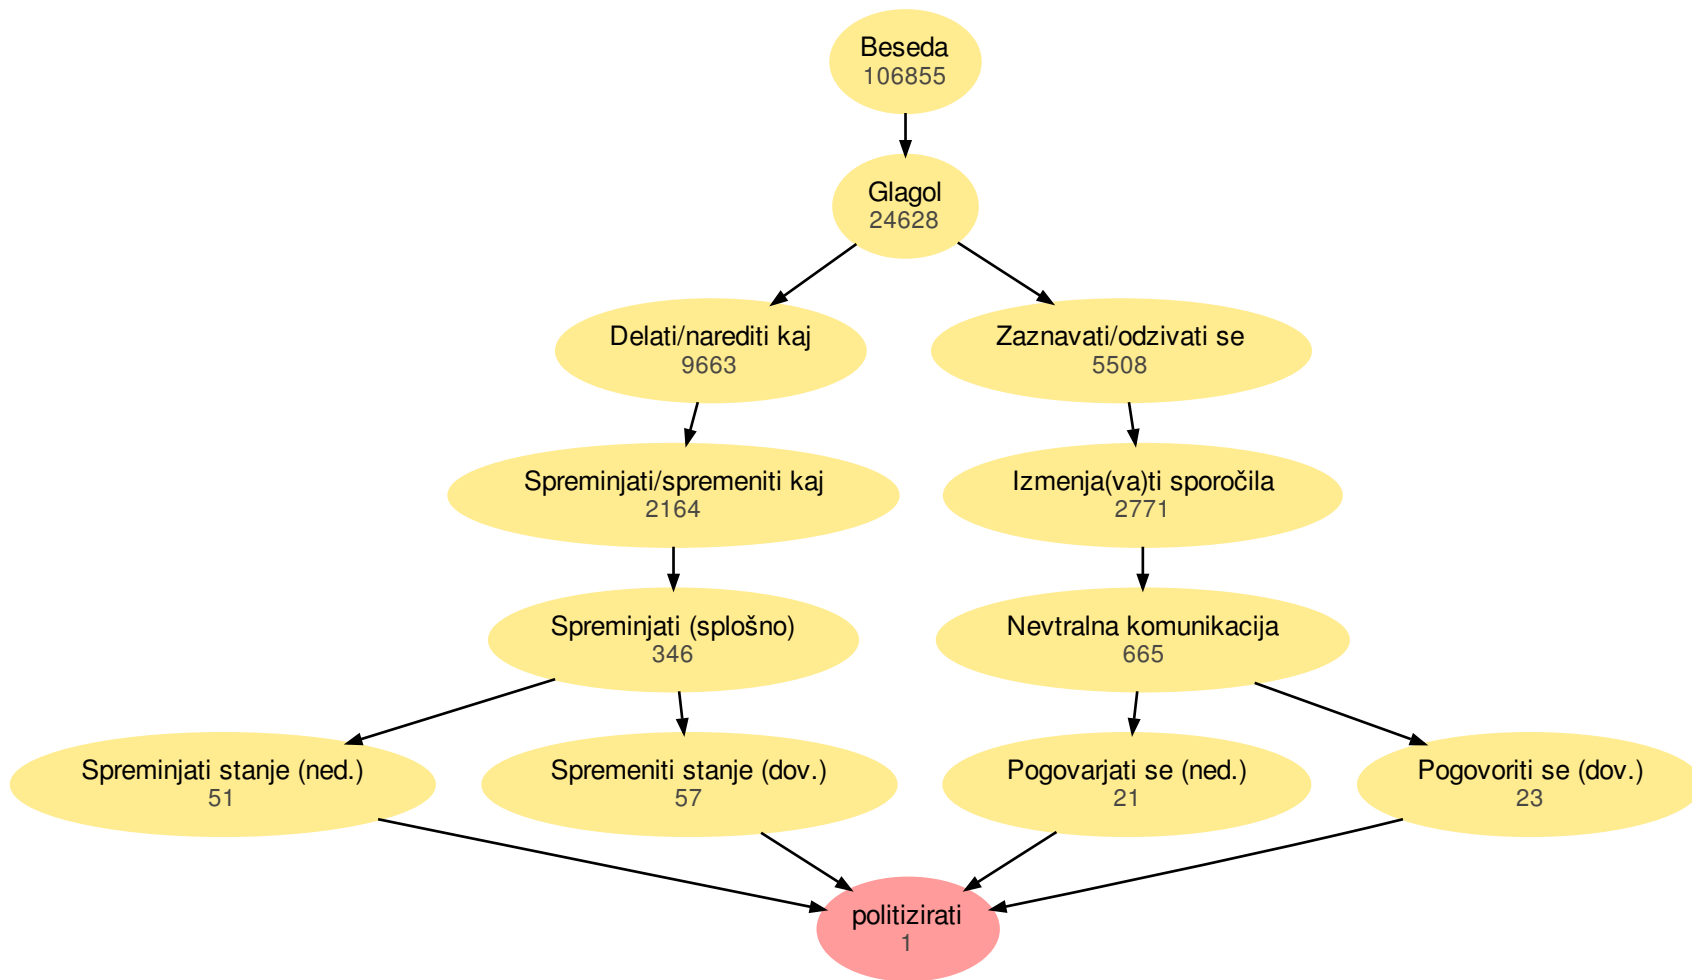 Beseda
106855
Glagol
24628
Delati/narediti kaj
9663
Zaznavati/odzivati se
5508
Spreminjati/spremeniti kaj
2164
Izmenja(va)ti sporočila
2771
Spreminjati (splošno)
346
Nevtralna komunikacija
665
Spreminjati stanje (ned.)
51
Spremeniti stanje (dov.)
57
Pogovarjati se (ned.)
21
Pogovoriti se (dov.)
23
politizirati
1